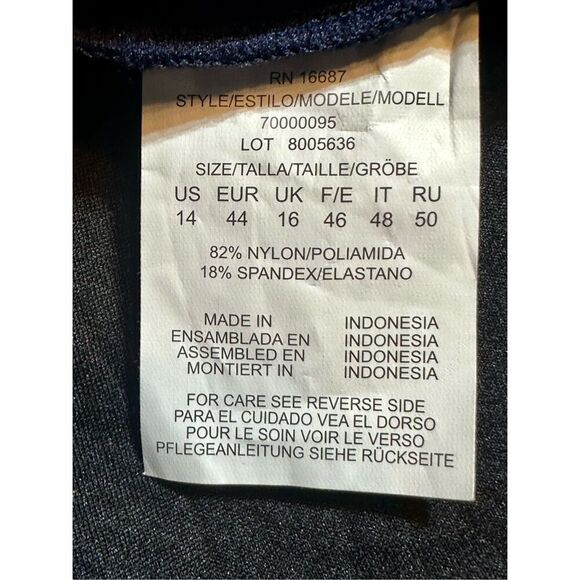 RN 16687
STYLE/ESTILO/MODELE/MODELL
70000095
LOT 8005636
SIZE/TALLA/TAILLE/GRÖBE
US EUR UK F/E IT RU
14 44 16 46 48 50
82% NYLON/POLIAMIDA
18% SPANDEX/ELASTANO
MADE IN INDONESIA
ENSAMBLADA EN INDONESIA
ASSEMBLED EN INDONESIA
MONTIERT IN INDONESIA
FOR CARE SEE REVERSE SIDE
PARA EL CUIDADO VEA EL DORSO
POUR LE SOIN VOIR LE VERSO
PFLEGEANLEITUNG SIEHE RÜCKSEITE